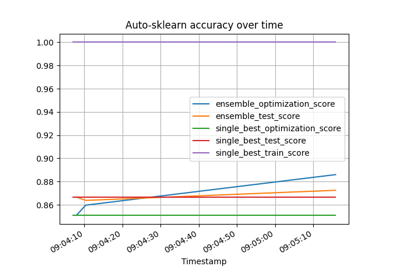 Auto-sklearn accuracy over time
1.00
0.98
0.96
0.94
0.92
0.90
0.88
0.86
ensemble_optimization_score
ensemble_test_score
single_best_optimization_score
single_best_test_score
single_best_train_score
09:04:10
09:04:20
09:04:30
09:04:40
09:04:50
09:05:00
09:05:10
Timestamp